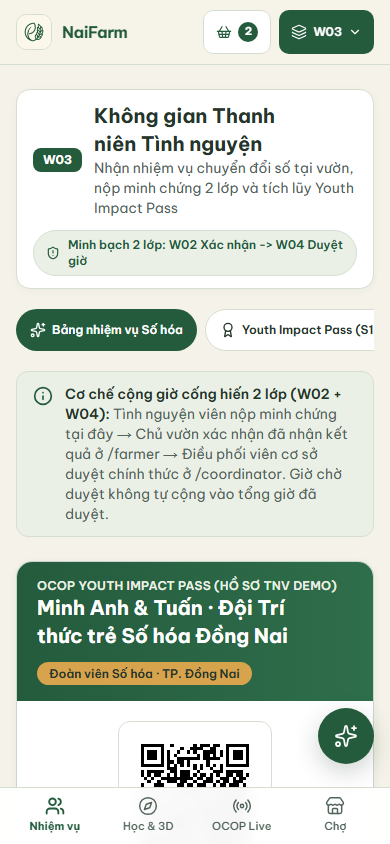 NaiFarm
2
W03
W03
Không gian Thanh
niên Tình nguyện
Nhận nhiệm vụ chuyển đổi số tại vườn,
nộp minh chứng 2 lớp và tích lũy Youth
Impact Pass
Minh bạch 2 lớp: W02 Xác nhận -> W04 Duyệt
giờ
Bảng nhiệm vụ Số hóa
Youth Impact Pass (S1
Cơ chế cộng giờ cống hiến 2 lớp (W02 +
W04): Tình nguyện viên nộp minh chứng
tại đây → Chủ vườn xác nhận đã nhận kết
quả ở /farmer → Điều phối viên cơ sở
duyệt chính thức ở /coordinator. Giờ chờ
duyệt không tự cộng vào tổng giờ đã
duyệt.
OCOP YOUTH IMPACT PASS (HỒ SƠ TNV DEMO)
Minh Anh & Tuấn · Đội Trí
thức trẻ Số hóa Đồng Nai
Đoàn viên Số hóa · TP. Đồng Nai
Nhiệm vụ
Học & 3D
OCOP Live
Chợ